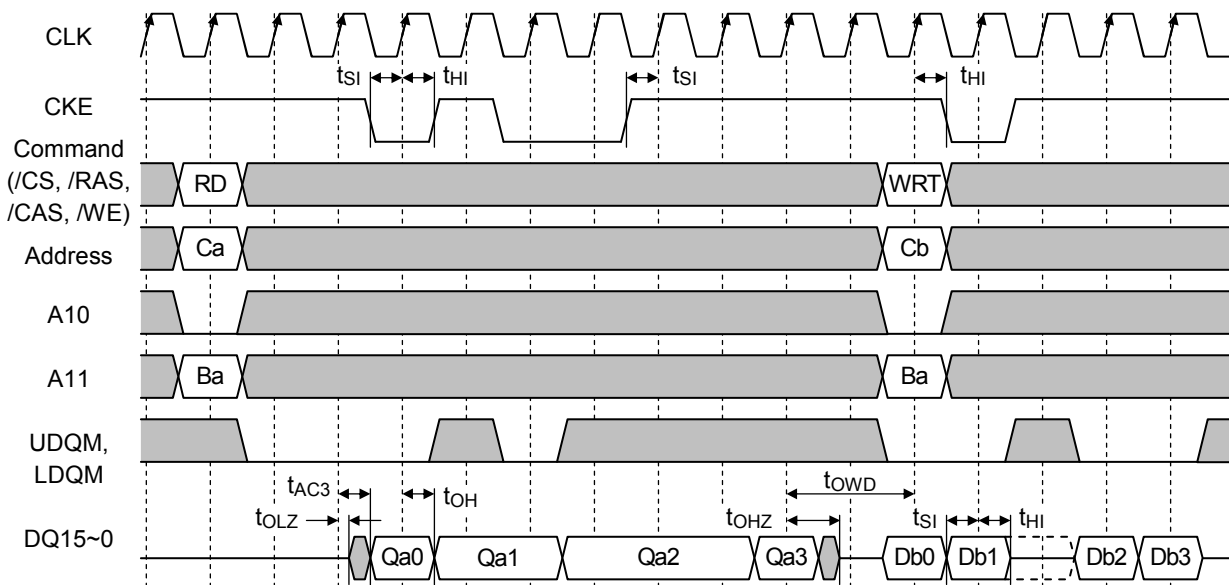 CLK
tSI tHI tSI tHI
CKE
Command
(/CS, /RAS,
/CAS, /WE)
RD WRT
Address
Ca Cb
A10
A11
Ba Ba
UDQM,
LDQM
tAC3 tOH tOWD
tOLZ tOHZ tSI tHI
DQ15~0
Qa0 Qa1 Qa2 Qa3 Db0 Db1 Db2 Db3